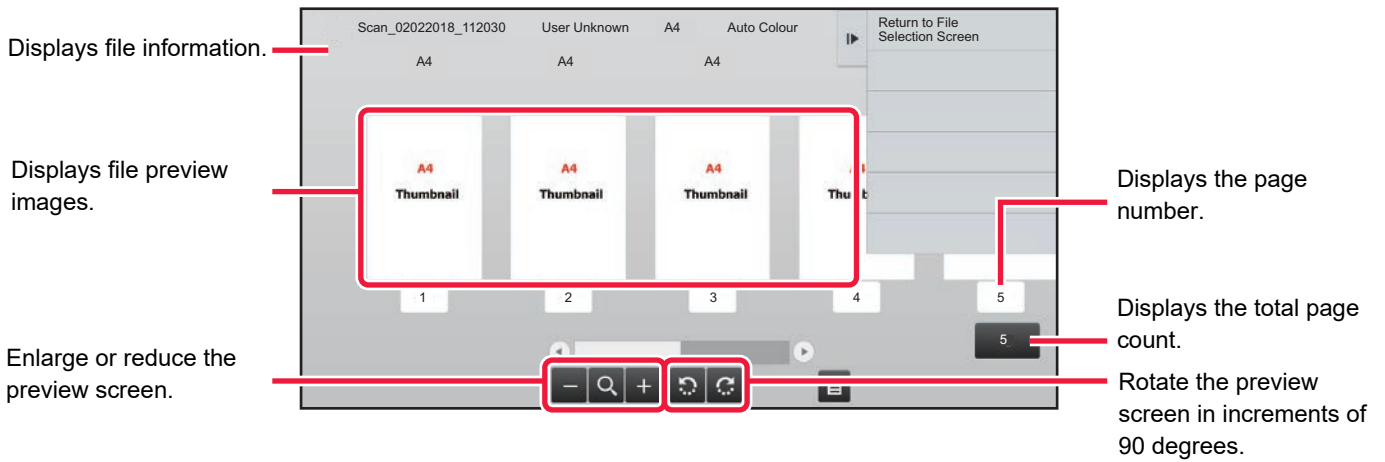 Displays file information.
Scan_02022018_112030 User Unknown A4 Auto Colour
Return to File
Selection Screen
A4 A4 A4
Displays file preview
images.
A4 A4 A4
Thumbnail Thumbnail Thumbnail
Displays the page
number.
1 2 3 4 5
Displays the total page
count.
5
Enlarge or reduce the
preview screen.
Rotate the preview
screen in increments of
90 degrees.